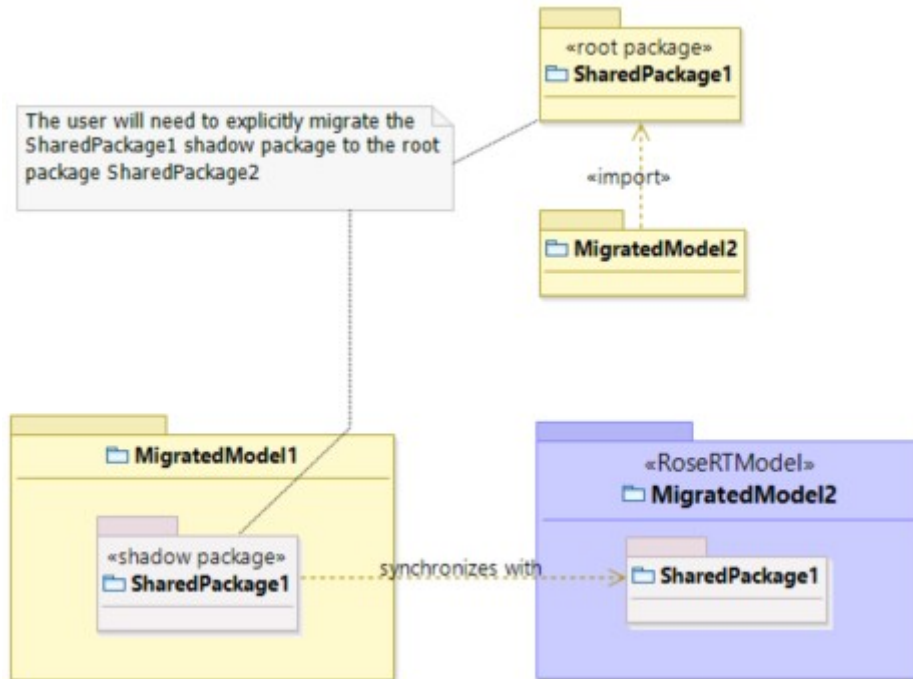 «root package»
SharedPackage1
The user will need to explicitly migrate the
SharedPackage1 shadow package to the root
package SharedPackage2
«import»
MigratedModel2
MigratedModel1
«RoseRTModel»
MigratedModel2
«shadow package»
SharedPackage1
synchronizes with
SharedPackage1